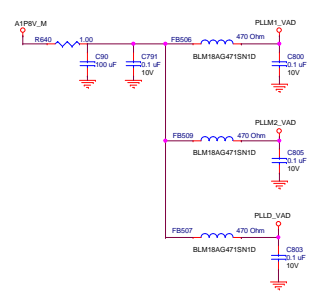 A1P8V_M
PLLM1_VAD
R640 1.00
FB506 470 Ohm
C90
100 uF
C791
0.1 uF
10V
BLM18AG471SN1D
C800
0.1 uF
10V
PLLM2_VAD
FB509 470 Ohm
BLM18AG471SN1D
C805
0.1 uF
10V
PLLD_VAD
FB507 470 Ohm
BLM18AG471SN1D
C803
0.1 uF
10V